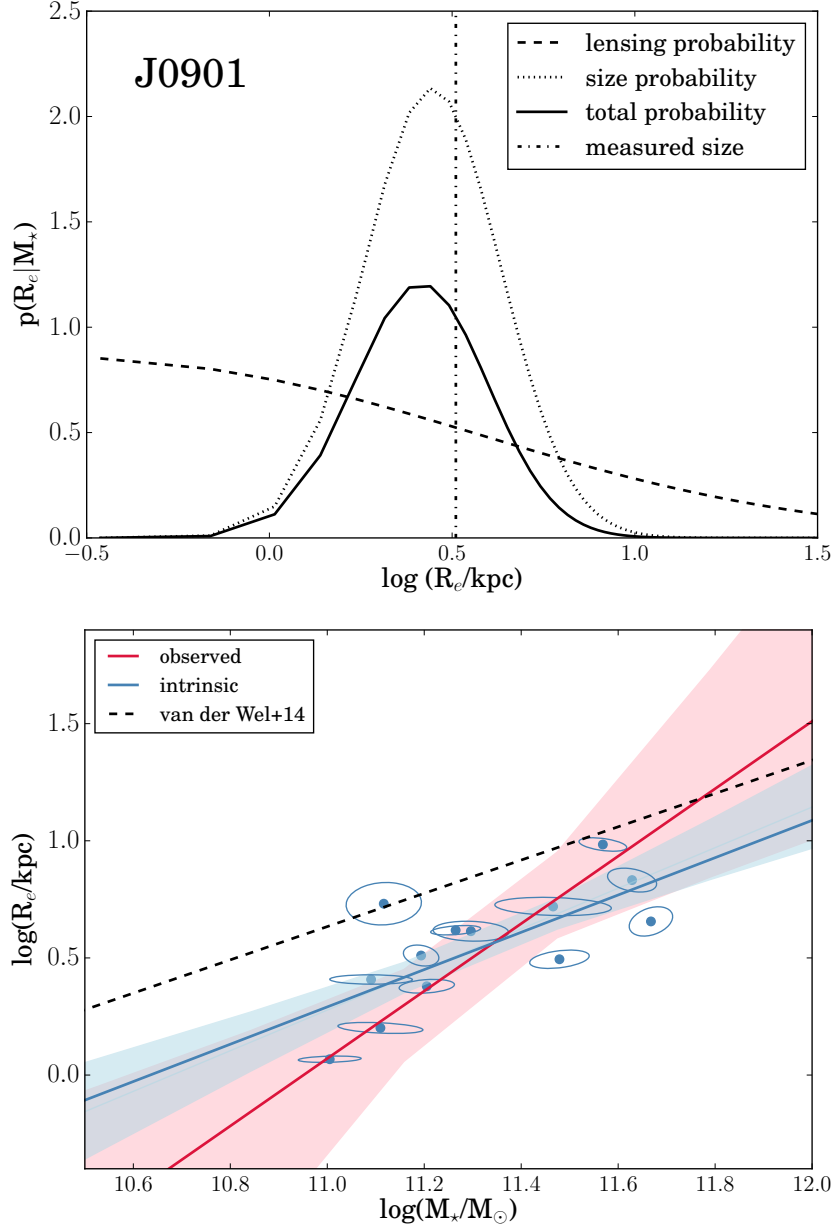 J0901
lensing probability
size probability
total probability
measured size
2.5
2.0
1.5
1.0
0.5
0.0
p(R_e|M_⋆)
−0.5 0.0 0.5 1.0 1.5
log (R_e/kpc)
observed
intrinsic
van der Wel+14
1.5
1.0
0.5
0.0
log(R_e/kpc)
10.6 10.8 11.0 11.2 11.4 11.6 11.8 12.0
log(M_⋆/M_⊙)